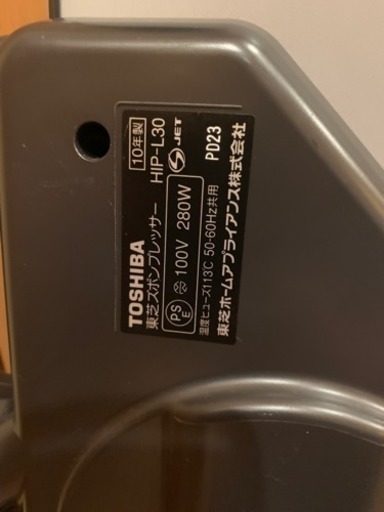 TOSHIBA 10年製
東芝ズボンプレッサー HIP-L30
PS E 100V 280W S JET
温度ヒューズ113C 50-60Hz共用
PD23
東芝ホームアプライアンス株式会社